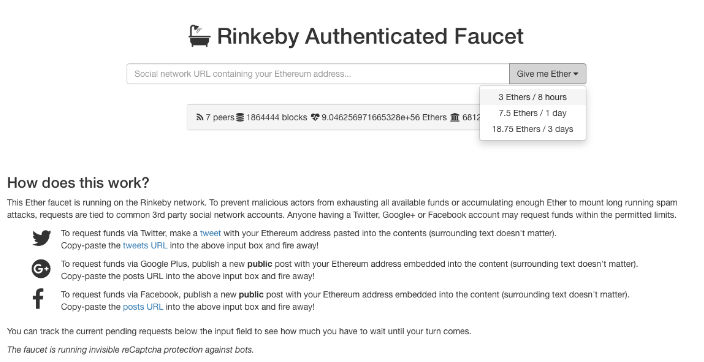 Rinkeby Authenticated Faucet
Social network URL containing your Ethereum address...
Give me Ether
3 Ethers / 8 hours
7.5 Ethers / 1 day
18.75 Ethers / 3 days
7 peers 1864444 blocks 9.046256971665328e+56 Ethers 6812
How does this work?
This Ether faucet is running on the Rinkeby network. To prevent malicious actors from exhausting all available funds or accumulating enough Ether to mount long running spam
attacks, requests are tied to common 3rd party social network accounts. Anyone having a Twitter, Google+ or Facebook account may request funds within the permitted limits.
To request funds via Twitter, make a tweet with your Ethereum address pasted into the contents (surrounding text doesn't matter).
Copy-paste the tweets URL into the above input box and fire away!
G+
To request funds via Google Plus, publish a new public post with your Ethereum address embedded into the content (surrounding text doesn't matter).
Copy-paste the posts URL into the above input box and fire away!
To request funds via Facebook, publish a new public post with your Ethereum address embedded into the content (surrounding text doesn't matter).
Copy-paste the posts URL into the above input box and fire away!
You can track the current pending requests below the input field to see how much you have to wait until your turn comes.
The faucet is running invisible reCaptcha protection against bots.